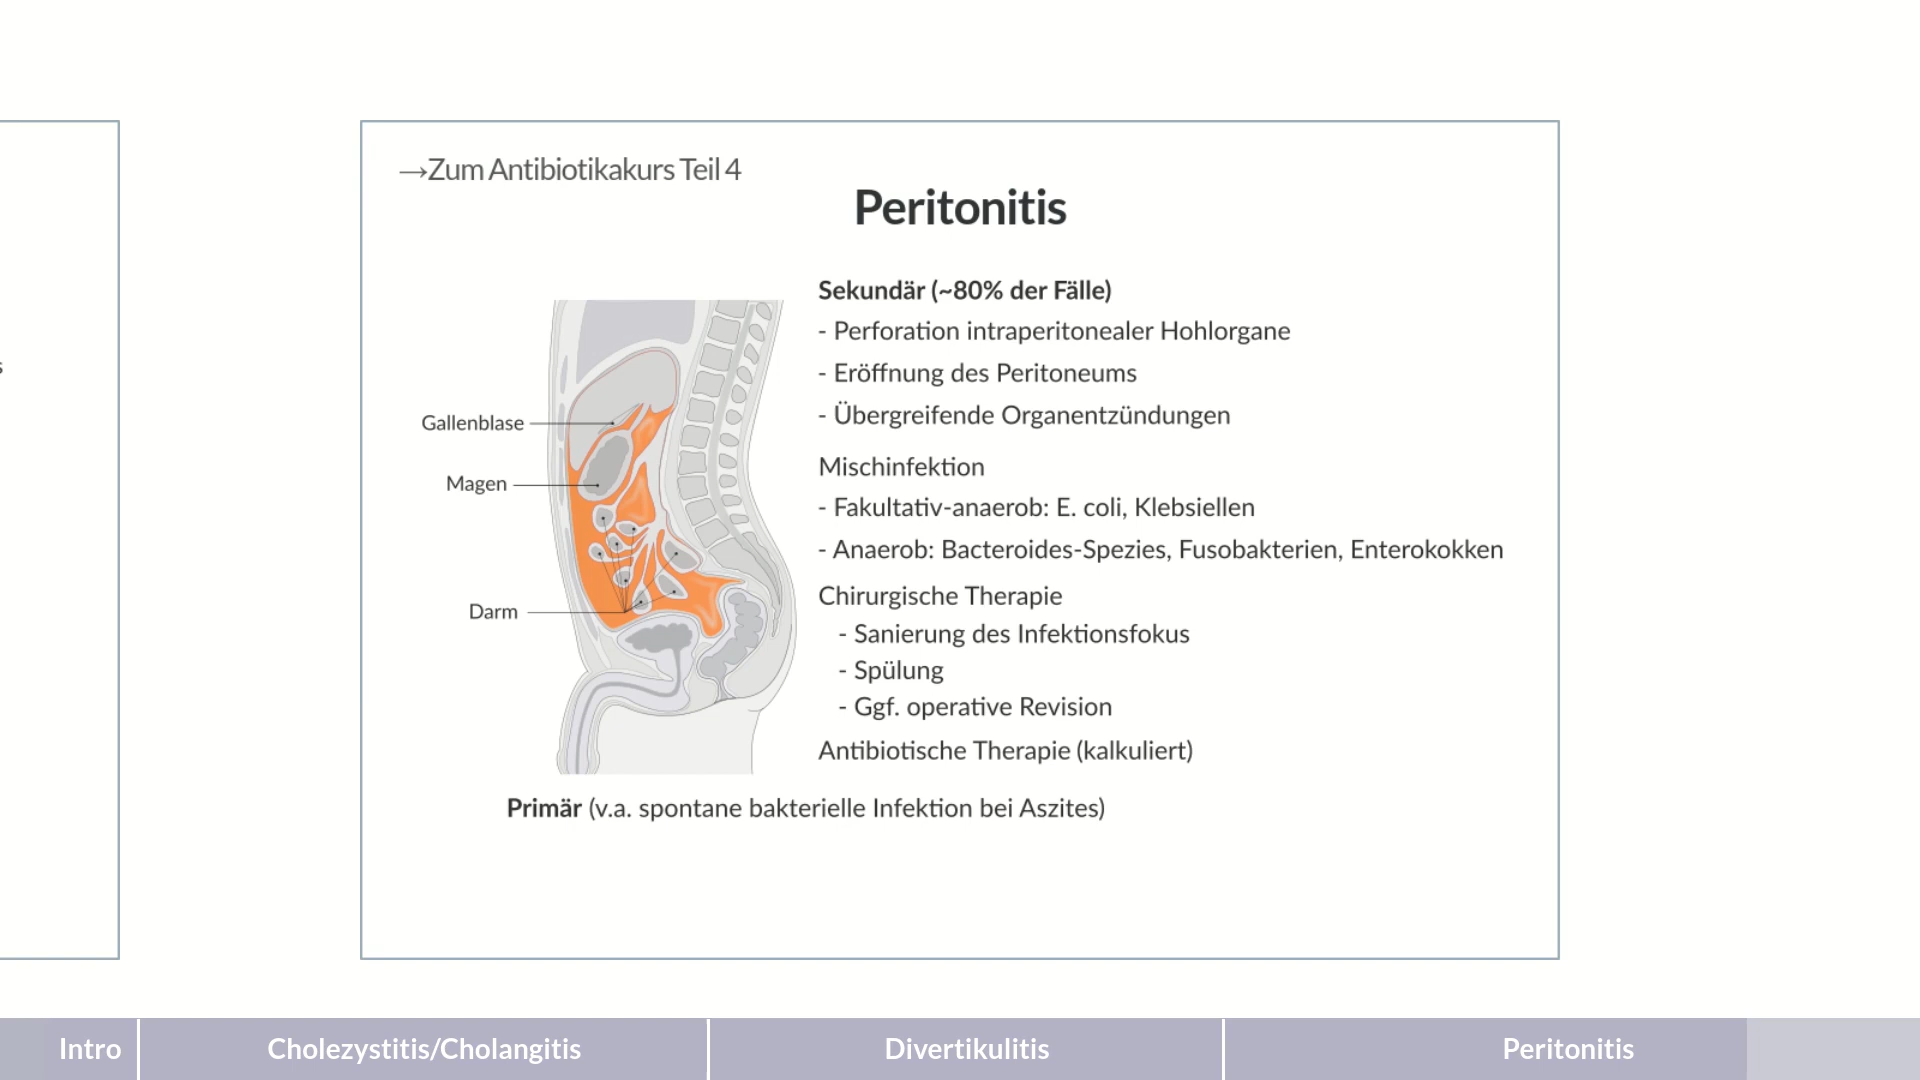 s
→Zum Antibiotikakurs Teil 4
Peritonitis
Sekundär (~80% der Fälle)
- Perforation intraperitonealer Hohlorgane
- Eröffnung des Peritoneums
- Übergreifende Organentzündungen
Gallenblase
Magen
Darm
Mischinfektion
- Fakultativ-anaerob: E. coli, Klebsiellen
- Anaerob: Bacteroides-Spezies, Fusobakterien, Enterokokken
Chirurgische Therapie
- Sanierung des Infektionsfokus
- Spülung
- Ggf. operative Revision
Antibiotische Therapie (kalkuliert)
Primär (v.a. spontane bakterielle Infektion bei Aszites)
Intro
Cholezystitis/Cholangitis
Divertikulitis
Peritonitis